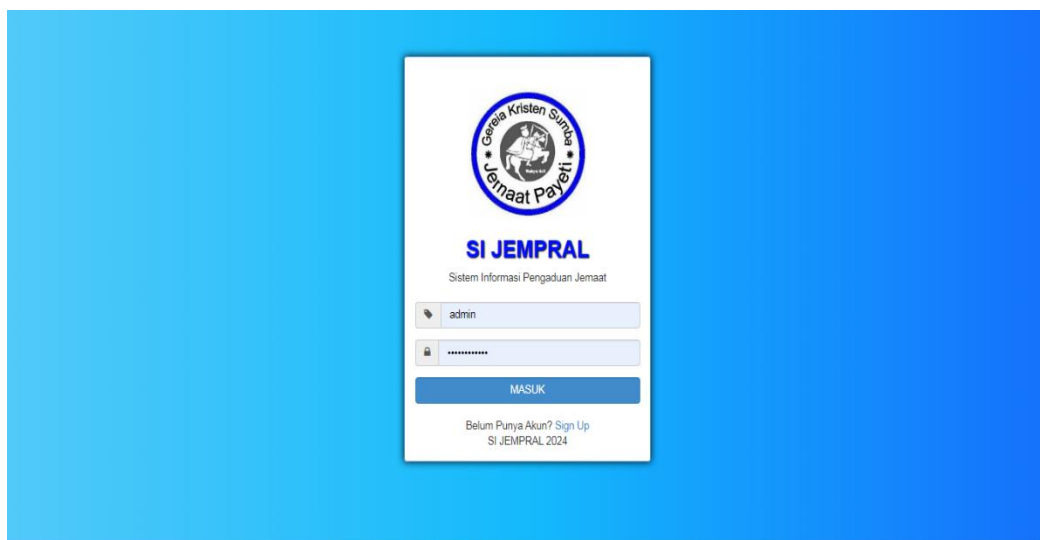 Gereja Kristen Sumba
Jemaat Payeti
SI JEMPRAL
Sistem Informasi Pengaduan Jemaat
admin
••••••••••••
MASUK
Belum Punya Akun? Sign Up
SI JEMPRAL 2024